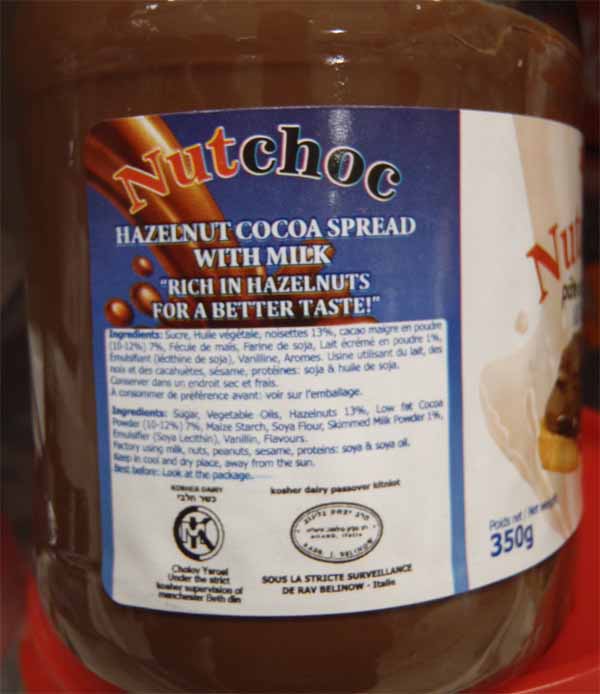 Nutchoc
HAZELNUT COCOA SPREAD
WITH MILK
"RICH IN HAZELNUTS
FOR A BETTER TASTE!"
Ingrédients: Sucre, Huile végétale, noisettes 13%, cacao maigre en poudre
(10-12%) 7%, Fécule de maïs, Farine de soja, Lait écrémé en poudre 1%,
Emulsifiant (lécithine de soja), Vanilline, Aromes. Usine utilisant du lait, des
noix et des cacahuètes, sésame, protéines: soja & huile de soja.
Conserver dans un endroit sec et frais.
A consommer de préférence avant: voir sur l'emballage.
Ingredients: Sugar, Vegetable Oils, Hazelnuts 13%, Low fat Cocoa
Powder (10-12%) 7%, Maize Starch, Soya Flour, Skimmed Milk Powder 1%,
Emulsifier (Soya Lecithin), Vanillin, Flavours.
Factory using milk, nuts, peanuts, sesame, proteins: soya & soya oil.
Keep in cool and dry place, away from the sun.
Best before: Look at the package.
KOSHER DAIRY
כשר חלבי
Cholov Ysroel
Under the strict
kosher supervision of
manchester Beth din
kosher dairy passover kitniot
RABB. J. BELINOW
SOUS LA STRICTE SURVEILLANCE
DE RAV BELINOW - Italie
Nu
Poids net / Net weight
350g